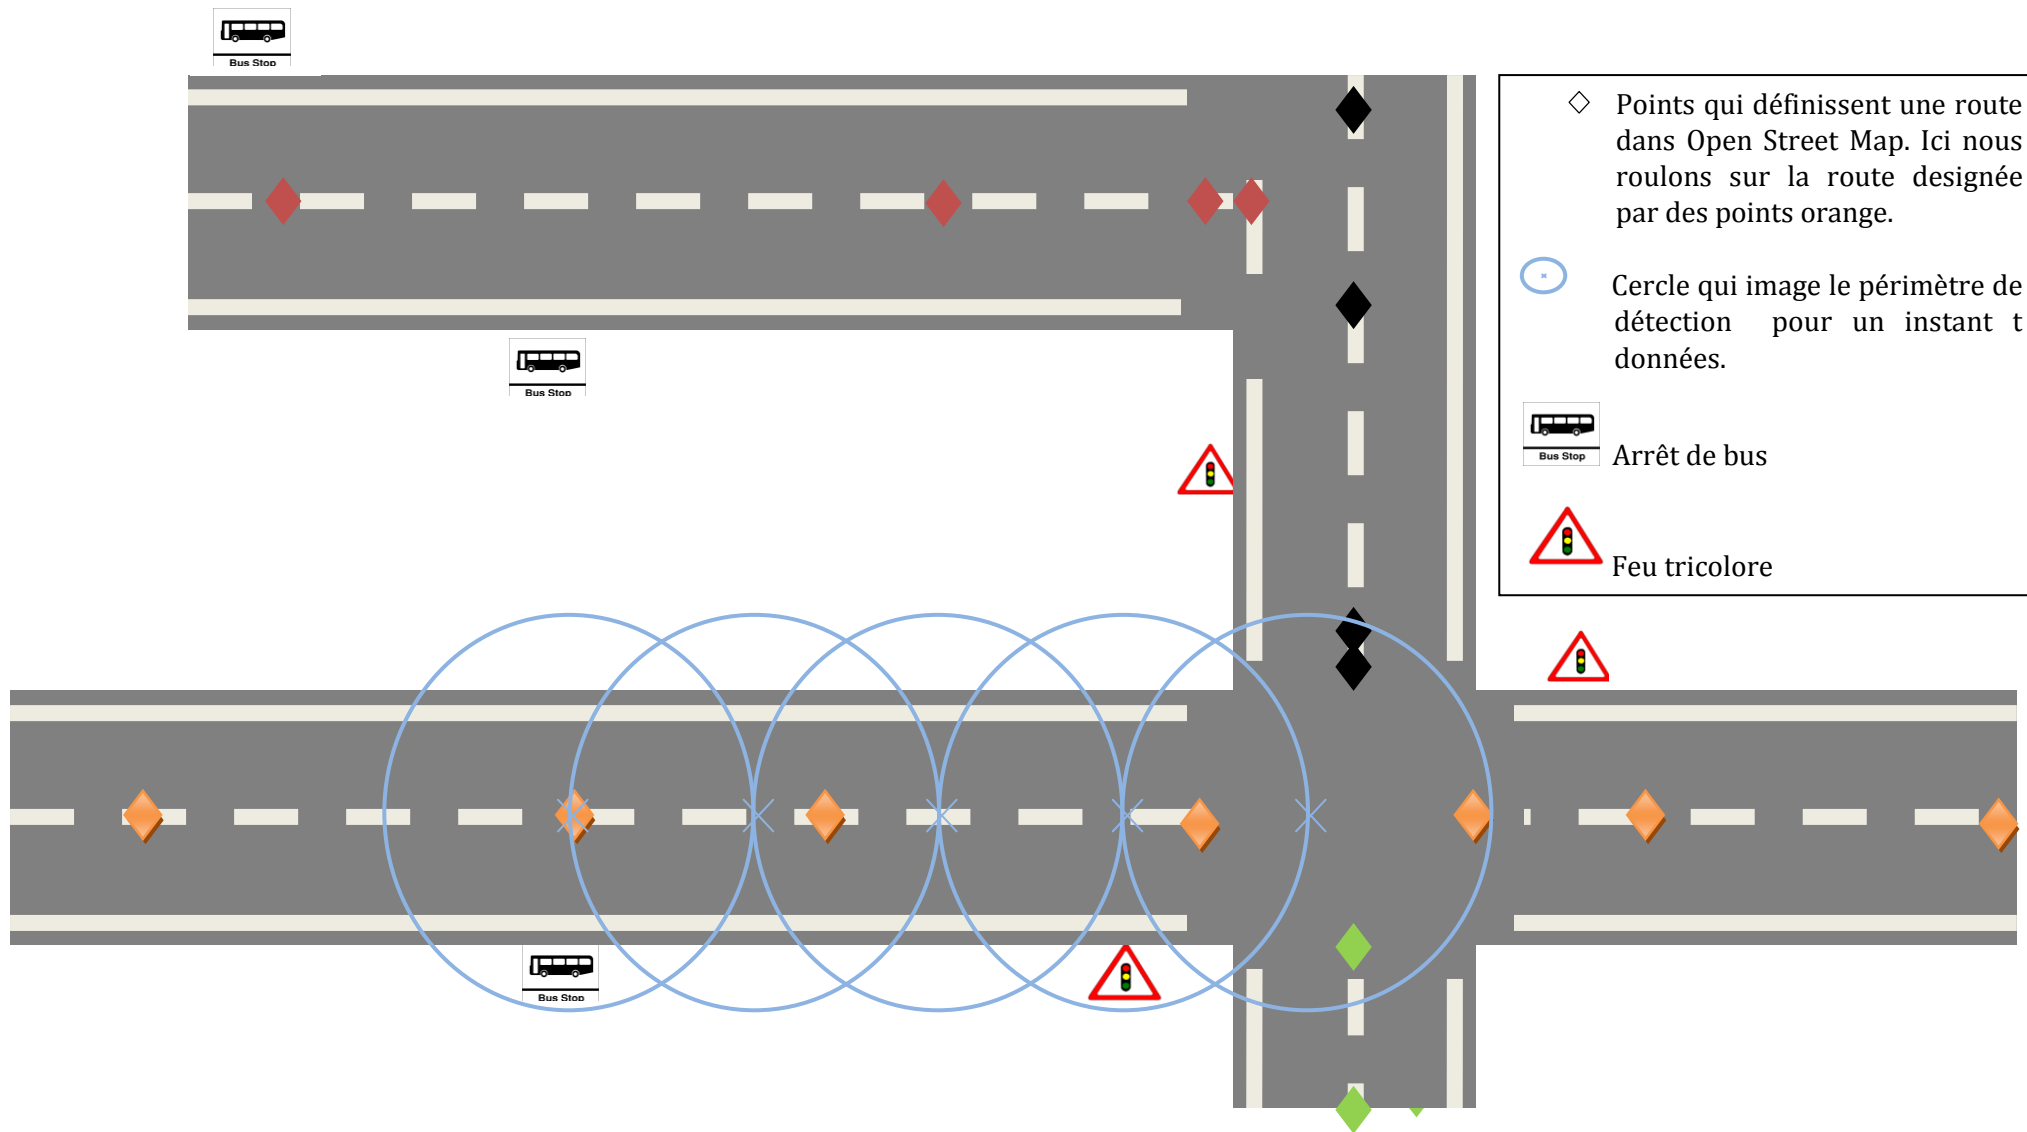 Bus Stop
Points qui définissent une route
dans Open Street Map. Ici nous
roulons sur la route designée
par des points orange.
Cercle qui image le périmètre de
détection pour un instant t
données.
Bus Stop
Bus Stop
Arrêt de bus
Feu tricolore
Bus Stop